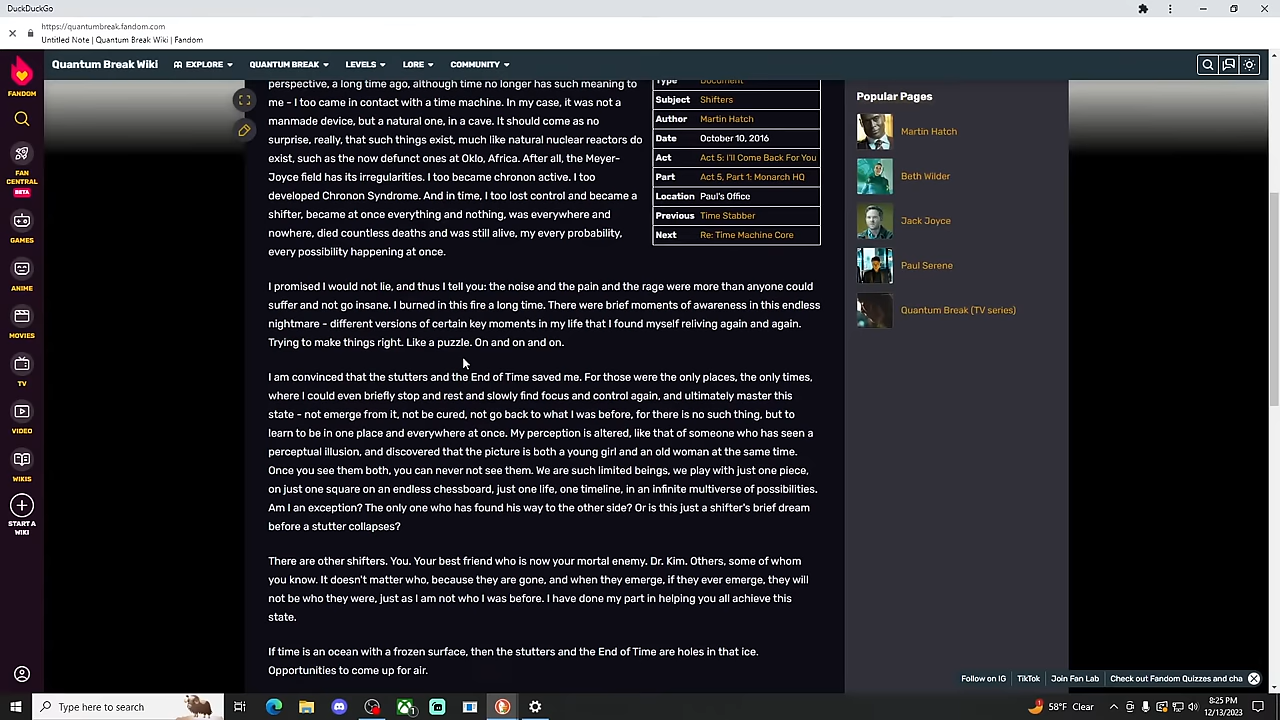 DuckDuckGo
https://quantumbreak.fandom.com
Untitled Note | Quantum Break Wiki | Fandom
Quantum Break Wiki
EXPLORE
QUANTUM BREAK
LEVELS
LORE
COMMUNITY
FANDOM
FAN
CENTRAL
BETA
GAMES
ANIME
MOVIES
TV
VIDEO
WIKIS
START A
WIKI
perspective, a long time ago, although time no longer has such meaning to
me - I too came in contact with a time machine. In my case, it was not a
manmade device, but a natural one, in a cave. It should come as no
surprise, really, that such things exist, much like natural nuclear reactors do
exist, such as the now defunct ones at Oklo, Africa. After all, the Meyer-
Joyce field has its irregularities. I too became chronon active. I too
developed Chronon Syndrome. And in time, I too lost control and became a
shifter, became at once everything and nothing, was everywhere and
nowhere, died countless deaths and was still alive, my every probability,
every possibility happening at once.
Type Document
Subject Shifters
Author Martin Hatch
Date October 10, 2016
Act Act 5: I'll Come Back For You
Part Act 5, Part 1: Monarch HQ
Location Paul's Office
Previous Time Stabber
Next Re: Time Machine Core
I promised I would not lie, and thus I tell you: the noise and the pain and the rage were more than anyone could
suffer and not go insane. I burned in this fire a long time. There were brief moments of awareness in this endless
nightmare - different versions of certain key moments in my life that I found myself reliving again and again.
Trying to make things right. Like a puzzle. On and on and on.
I am convinced that the stutters and the End of Time saved me. For those were the only places, the only times,
where I could even briefly stop and rest and slowly find focus and control again, and ultimately master this
state - not emerge from it, not be cured, not go back to what I was before, for there is no such thing, but to
learn to be in one place and everywhere at once. My perception is altered, like that of someone who has seen a
perceptual illusion, and discovered that the picture is both a young girl and an old woman at the same time.
Once you see them both, you can never not see them. We are such limited beings, we play with just one piece,
on just one square on an endless chessboard, just one life, one timeline, in an infinite multiverse of possibilities.
Am I an exception? The only one who has found his way to the other side? Or is this just a shifter's brief dream
before a stutter collapses?
There are other shifters. You. Your best friend who is now your mortal enemy. Dr. Kim. Others, some of whom
you know. It doesn't matter who, because they are gone, and when they emerge, if they ever emerge, they will
not be who they were, just as I am not who I was before. I have done my part in helping you all achieve this
state.
If time is an ocean with a frozen surface, then the stutters and the End of Time are holes in that ice.
Opportunities to come up for air.
Popular Pages
Martin Hatch
Beth Wilder
Jack Joyce
Paul Serene
Quantum Break (TV series)
Follow on IG
TikTok
Join Fan Lab
Check out Fandom Quizzes and cha
Type here to search
58°F Clear
8:25 PM
12/13/2023